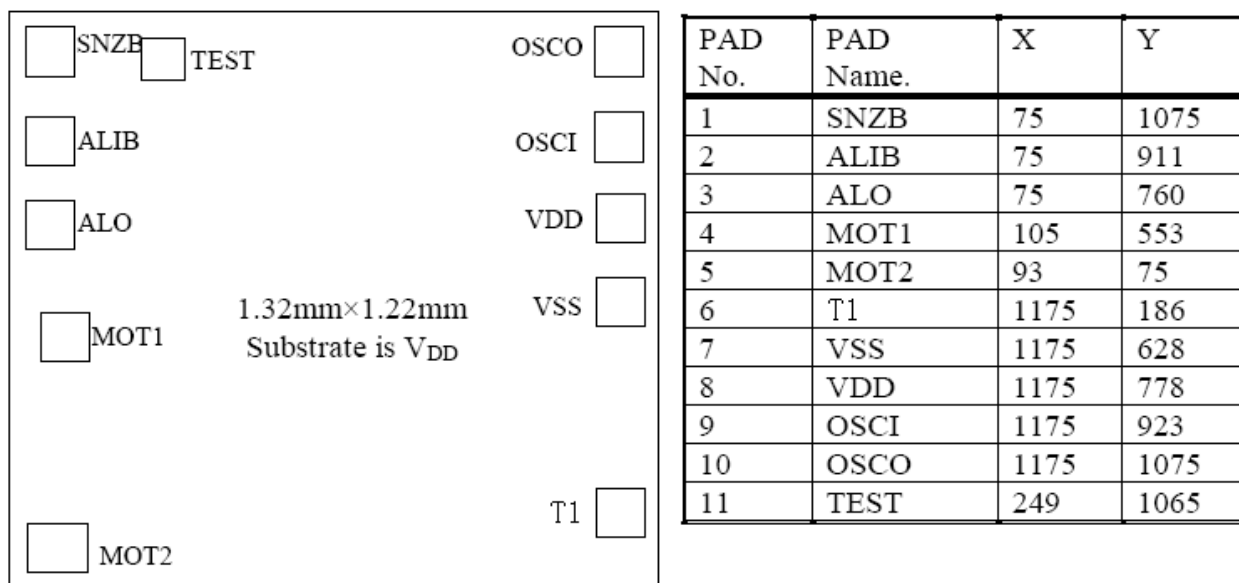 SNZB
TEST
OSCO
ALIB
OSCI
ALO
VDD
VSS
1.32mm×1.22mm
MOT1
Substrate is VDD
T1
MOT2
PAD No. PAD Name. X Y
1 SNZB 75 1075
2 ALIB 75 911
3 ALO 75 760
4 MOT1 105 553
5 MOT2 93 75
6 T1 1175 186
7 VSS 1175 628
8 VDD 1175 778
9 OSCI 1175 923
10 OSCO 1175 1075
11 TEST 249 1065